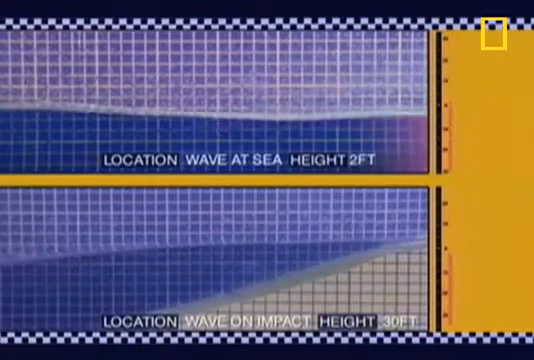 LOCATION WAVE AT SEA HEIGHT 2FT
LOCATION WAVE ON IMPACT HEIGHT 30FT